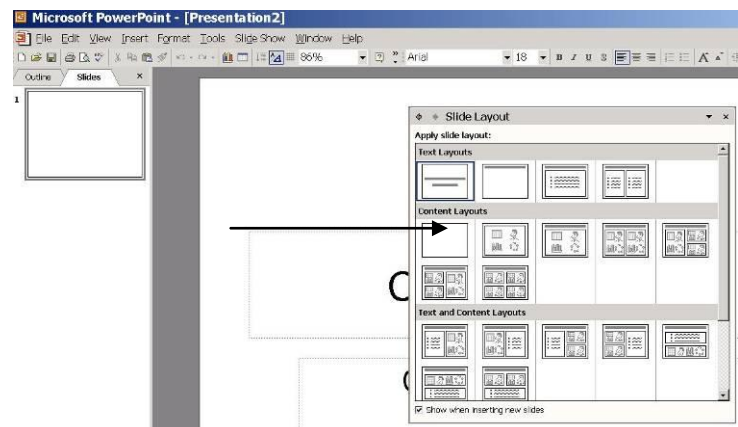 Microsoft PowerPoint - [Presentation2]
File Edit View Insert Format Tools Slide Show Window Help
86% Arial 18 B I U S A A
Outline Slides ×
1
Slide Layout
Apply slide layout:
Text Layouts
Content Layouts
Text and Content Layouts
Show when inserting new slides